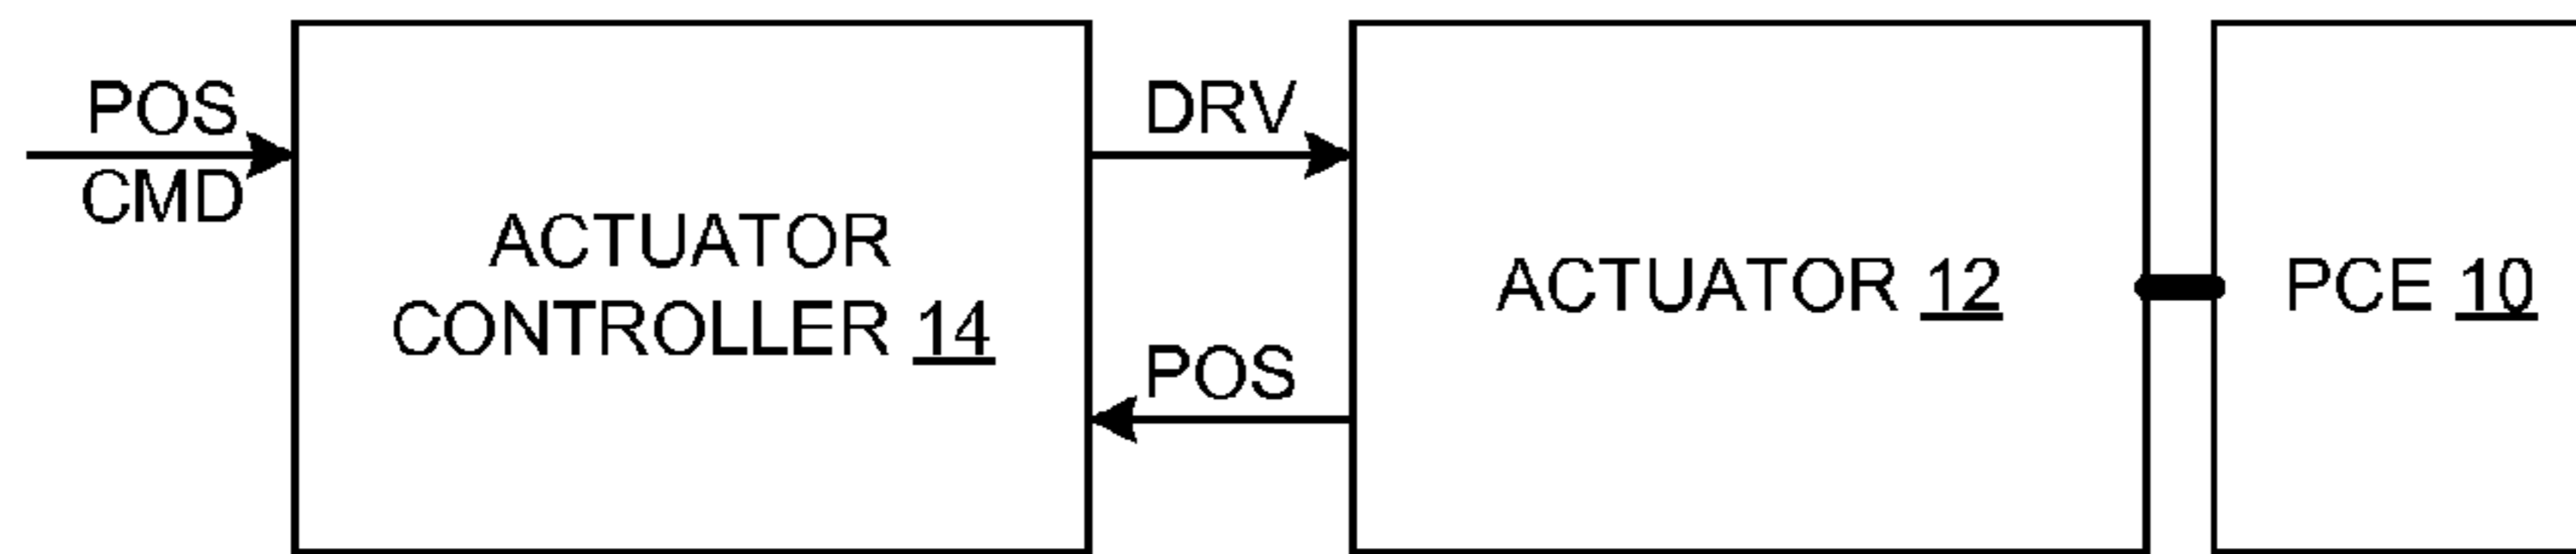 POS
CMD
ACTUATOR
CONTROLLER 14
DRV
POS
ACTUATOR 12
PCE 10